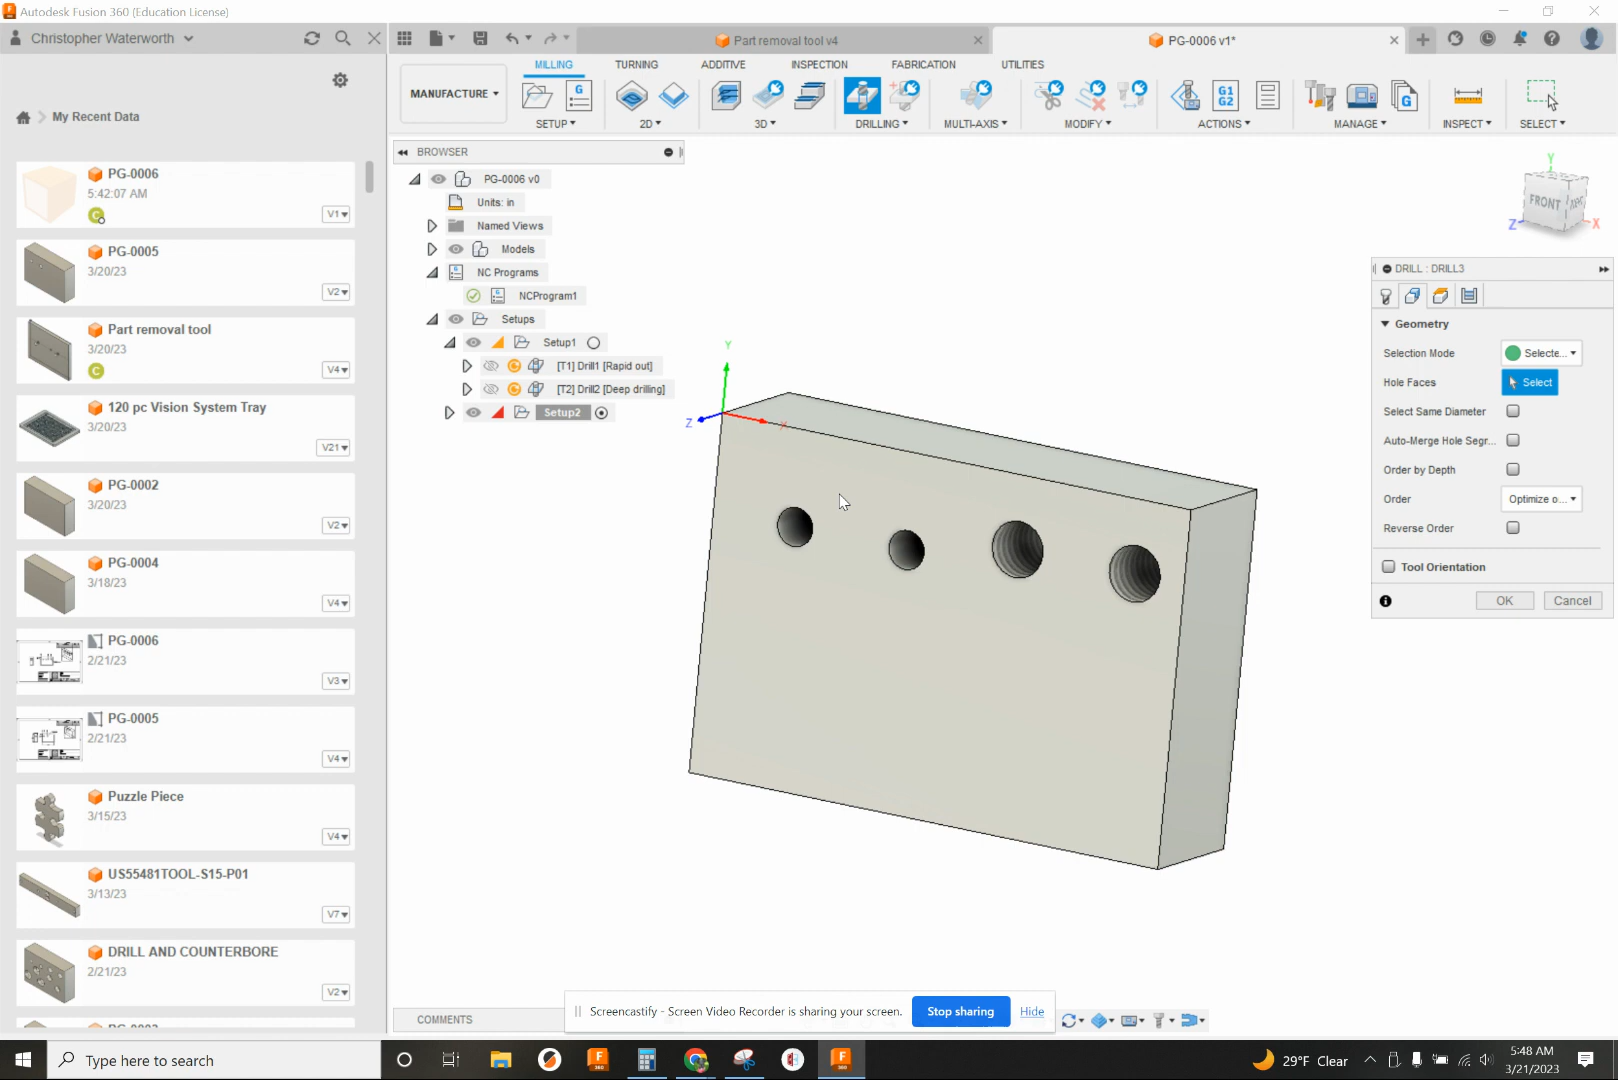 Autodesk Fusion 360 (Education License)
Christopher Waterworth
Part removal tool v4
PG-0006 v1*
MILLING
TURNING
ADDITIVE
INSPECTION
FABRICATION
UTILITIES
MANUFACTURE
SETUP
2D
3D
DRILLING
MULTI-AXIS
MODIFY
ACTIONS
MANAGE
INSPECT
SELECT
G
G1
G2
G
My Recent Data
PG-0006
5:42:07 AM
C
V1
PG-0005
3/20/23
V2
Part removal tool
3/20/23
C
V4
120 pc Vision System Tray
3/20/23
V21
PG-0002
3/20/23
V2
PG-0004
3/18/23
V4
PG-0006
2/21/23
V3
PG-0005
2/21/23
V4
Puzzle Piece
3/15/23
V4
US55481TOOL-S15-P01
3/13/23
V7
DRILL AND COUNTERBORE
2/21/23
V2
BROWSER
PG-0006 v0
Units: in
Named Views
Models
NC Programs
NCProgram1
Setups
Setup1
[T1] Drill1 [Rapid out]
[T2] Drill2 [Deep drilling]
Setup2
Y
Z
X
Y
FRONT
Z
X
DRILL : DRILL3
Geometry
Selection Mode
Selecte...
Hole Faces
Select
Select Same Diameter
Auto-Merge Hole Segr...
Order by Depth
Order
Optimize o...
Reverse Order
Tool Orientation
OK
Cancel
COMMENTS
Screencastify - Screen Video Recorder is sharing your screen.
Stop sharing
Hide
Type here to search
29°F Clear
5:48 AM
3/21/2023